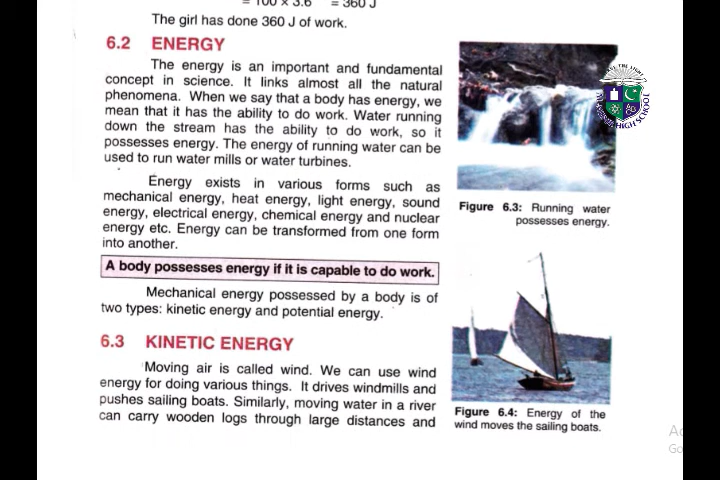 = 100 x 3.6 = 360 J
The girl has done 360 J of work.
6.2 ENERGY
The energy is an important and fundamental
concept in science. It links almost all the natural
phenomena. When we say that a body has energy, we
mean that it has the ability to do work. Water running
down the stream has the ability to do work, so it
possesses energy. The energy of running water can be
used to run water mills or water turbines.
Energy exists in various forms such as
mechanical energy, heat energy, light energy, sound
energy, electrical energy, chemical energy and nuclear
energy etc. Energy can be transformed from one form
into another.
A body possesses energy if it is capable to do work.
Mechanical energy possessed by a body is of
two types: kinetic energy and potential energy.
6.3 KINETIC ENERGY
Moving air is called wind. We can use wind
energy for doing various things. It drives windmills and
pushes sailing boats. Similarly, moving water in a river
can carry wooden logs through large distances and
Figure 6.3: Running water
possesses energy.
Figure 6.4: Energy of the
wind moves the sailing boats.
HIGH SCHOOL